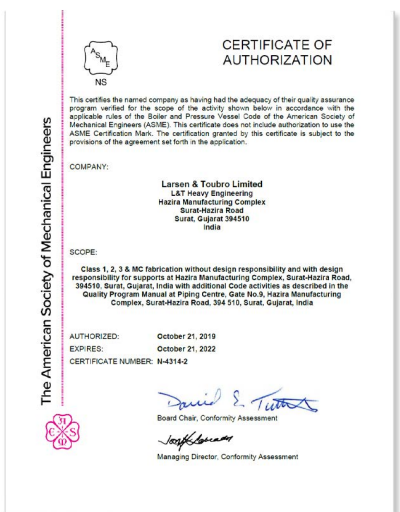 ASME
NS
CERTIFICATE OF
AUTHORIZATION
This certifies the named company as having had the adequacy of their quality assurance
program verified for the scope of the activity shown below in accordance with the
applicable rules of the Boiler and Pressure Vessel Code of the American Society of
Mechanical Engineers (ASME). This certificate does not include authorization to use the
ASME Certification Mark. The certification granted by this certificate is subject to the
provisions of the agreement set forth in the application.
COMPANY:
Larsen & Toubro Limited
L&T Heavy Engineering
Hazira Manufacturing Complex
Surat-Hazira Road
Surat, Gujarat 394510
India
SCOPE:
Class 1, 2, 3 & MC fabrication without design responsibility and with design
responsibility for supports at Hazira Manufacturing Complex, Surat-Hazira Road,
394510, Surat, Gujarat, India with additional Code activities as described in the
Quality Program Manual at Piping Centre, Gate No.9, Hazira Manufacturing
Complex, Surat-Hazira Road, 394 510, Surat, Gujarat, India
AUTHORIZED: October 21, 2019
EXPIRES: October 21, 2022
CERTIFICATE NUMBER: N-4314-2
Board Chair, Conformity Assessment
Managing Director, Conformity Assessment
The American Society of Mechanical Engineers